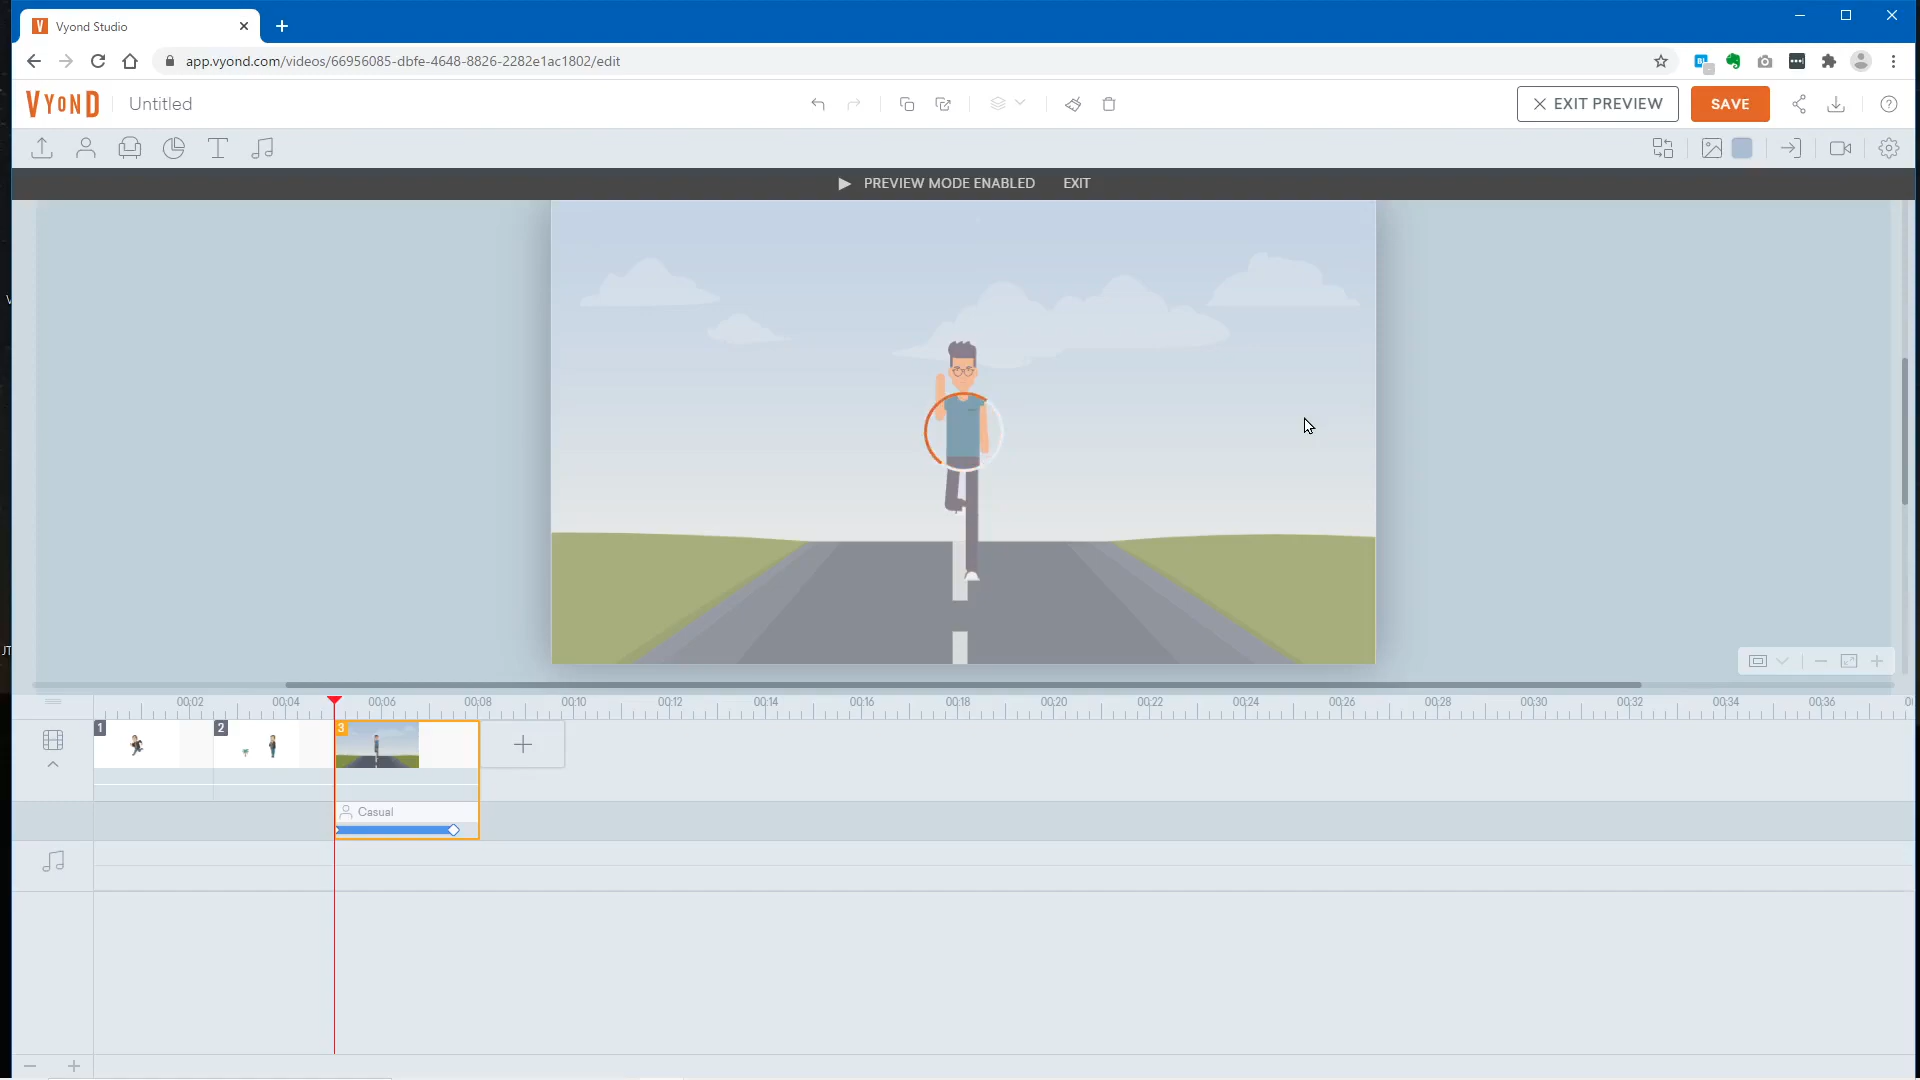 Vyond Studio
app.vyond.com/videos/66956085-dbfe-4648-8826-2282e1ac1802/edit
VYOND Untitled
EXIT PREVIEW
SAVE
PREVIEW MODE ENABLED EXIT
00:02 00:04 00:06 00:08 00:10 00:12 00:14 00:16 00:18 00:20 00:22 00:24 00:26 00:28 00:30 00:32 00:34 00:36
1 2 3
Casual